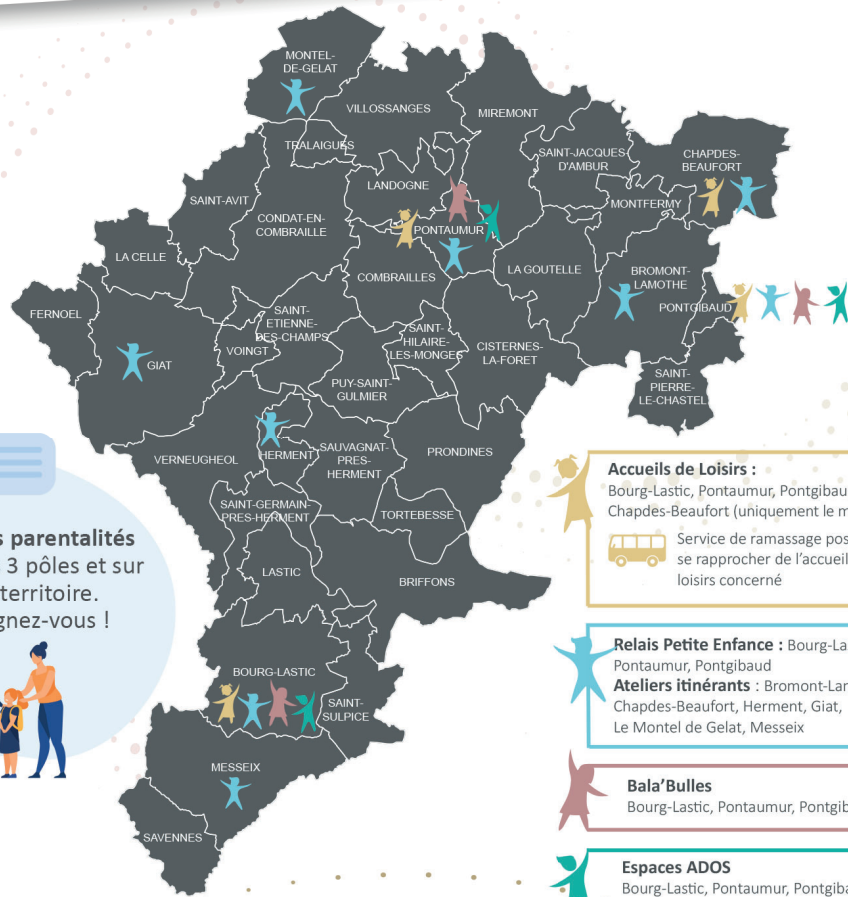 MONTEL-
DE-GELAT
VILLOSSANGES
MIREMONT
TRALAIGUES
SAINT-JACQUES-
D'AMBUR
CHAPDES-
BEAUFORT
LANDOGNE
SAINT-AVIT
MONTFERMY
CONDAT-EN-
COMBRAILLE
PONTAUMUR
LA CELLE
COMBRAILLES
LA GOUTELLE
BROMONT-
LAMOTHE
FERNOEL
PONTGIBAUD
SAINT-
ETIENNE-
DES-CHAMPS
SAINT-
HILAIRE-
LES-MONGES
CISTERNES-
LA-FORET
VOINGT
GIAT
SAINT-
PIERRE-
LE-CHASTEL
PUY-SAINT-
GULMIER
VERNEUGHEOL
HERMENT
SAUVAGNAT-
PRES-
HERMENT
PRONDINES
SAINT-GERMAIN-
PRES-HERMENT
TORTEBESSE
LASTIC
BRIFFONS
BOURG-LASTIC
SAINT-
SULPICE
MESSEIX
SAVENNES
s parentalités
3 pôles et sur
territoire.
gnez-vous !
Accueils de Loisirs :
Bourg-Lastic, Pontaumur, Pontgibau
Chapdes-Beaufort (uniquement le m
Service de ramassage pos
se rapprocher de l'accueil
loisirs concerné
Relais Petite Enfance : Bourg-La
Pontaumur, Pontgibaud
Ateliers itinérants : Bromont-Lam
Chapdes-Beaufort, Herment, Giat,
Le Montel de Gelat, Messeix
Bala'Bulles
Bourg-Lastic, Pontaumur, Pontgib
Espaces ADOS
Bourg-Lastic, Pontaumur, Pontgiba